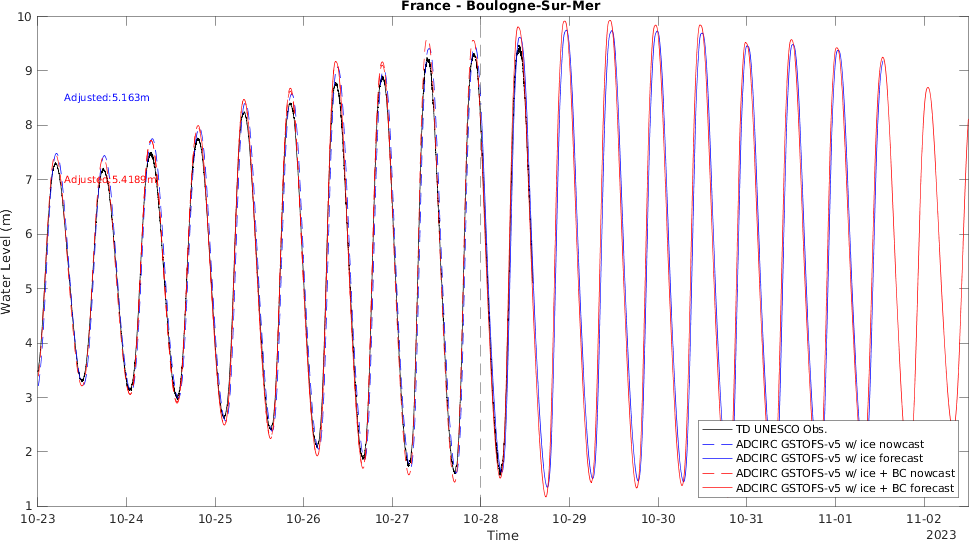 France - Boulogne-Sur-Mer
10
9
Adjusted:5.163m
8
7
Adjusted:5.4189m
6
5
4
3
2
1
Water Level (m)
TD UNESCO Obs.
ADCIRC GSTOFS-v5 w/ ice nowcast
ADCIRC GSTOFS-v5 w/ ice forecast
ADCIRC GSTOFS-v5 w/ ice + BC nowcast
ADCIRC GSTOFS-v5 w/ ice + BC forecast
10-23 10-24 10-25 10-26 10-27 10-28 10-29 10-30 10-31 11-01 11-02
Time
2023